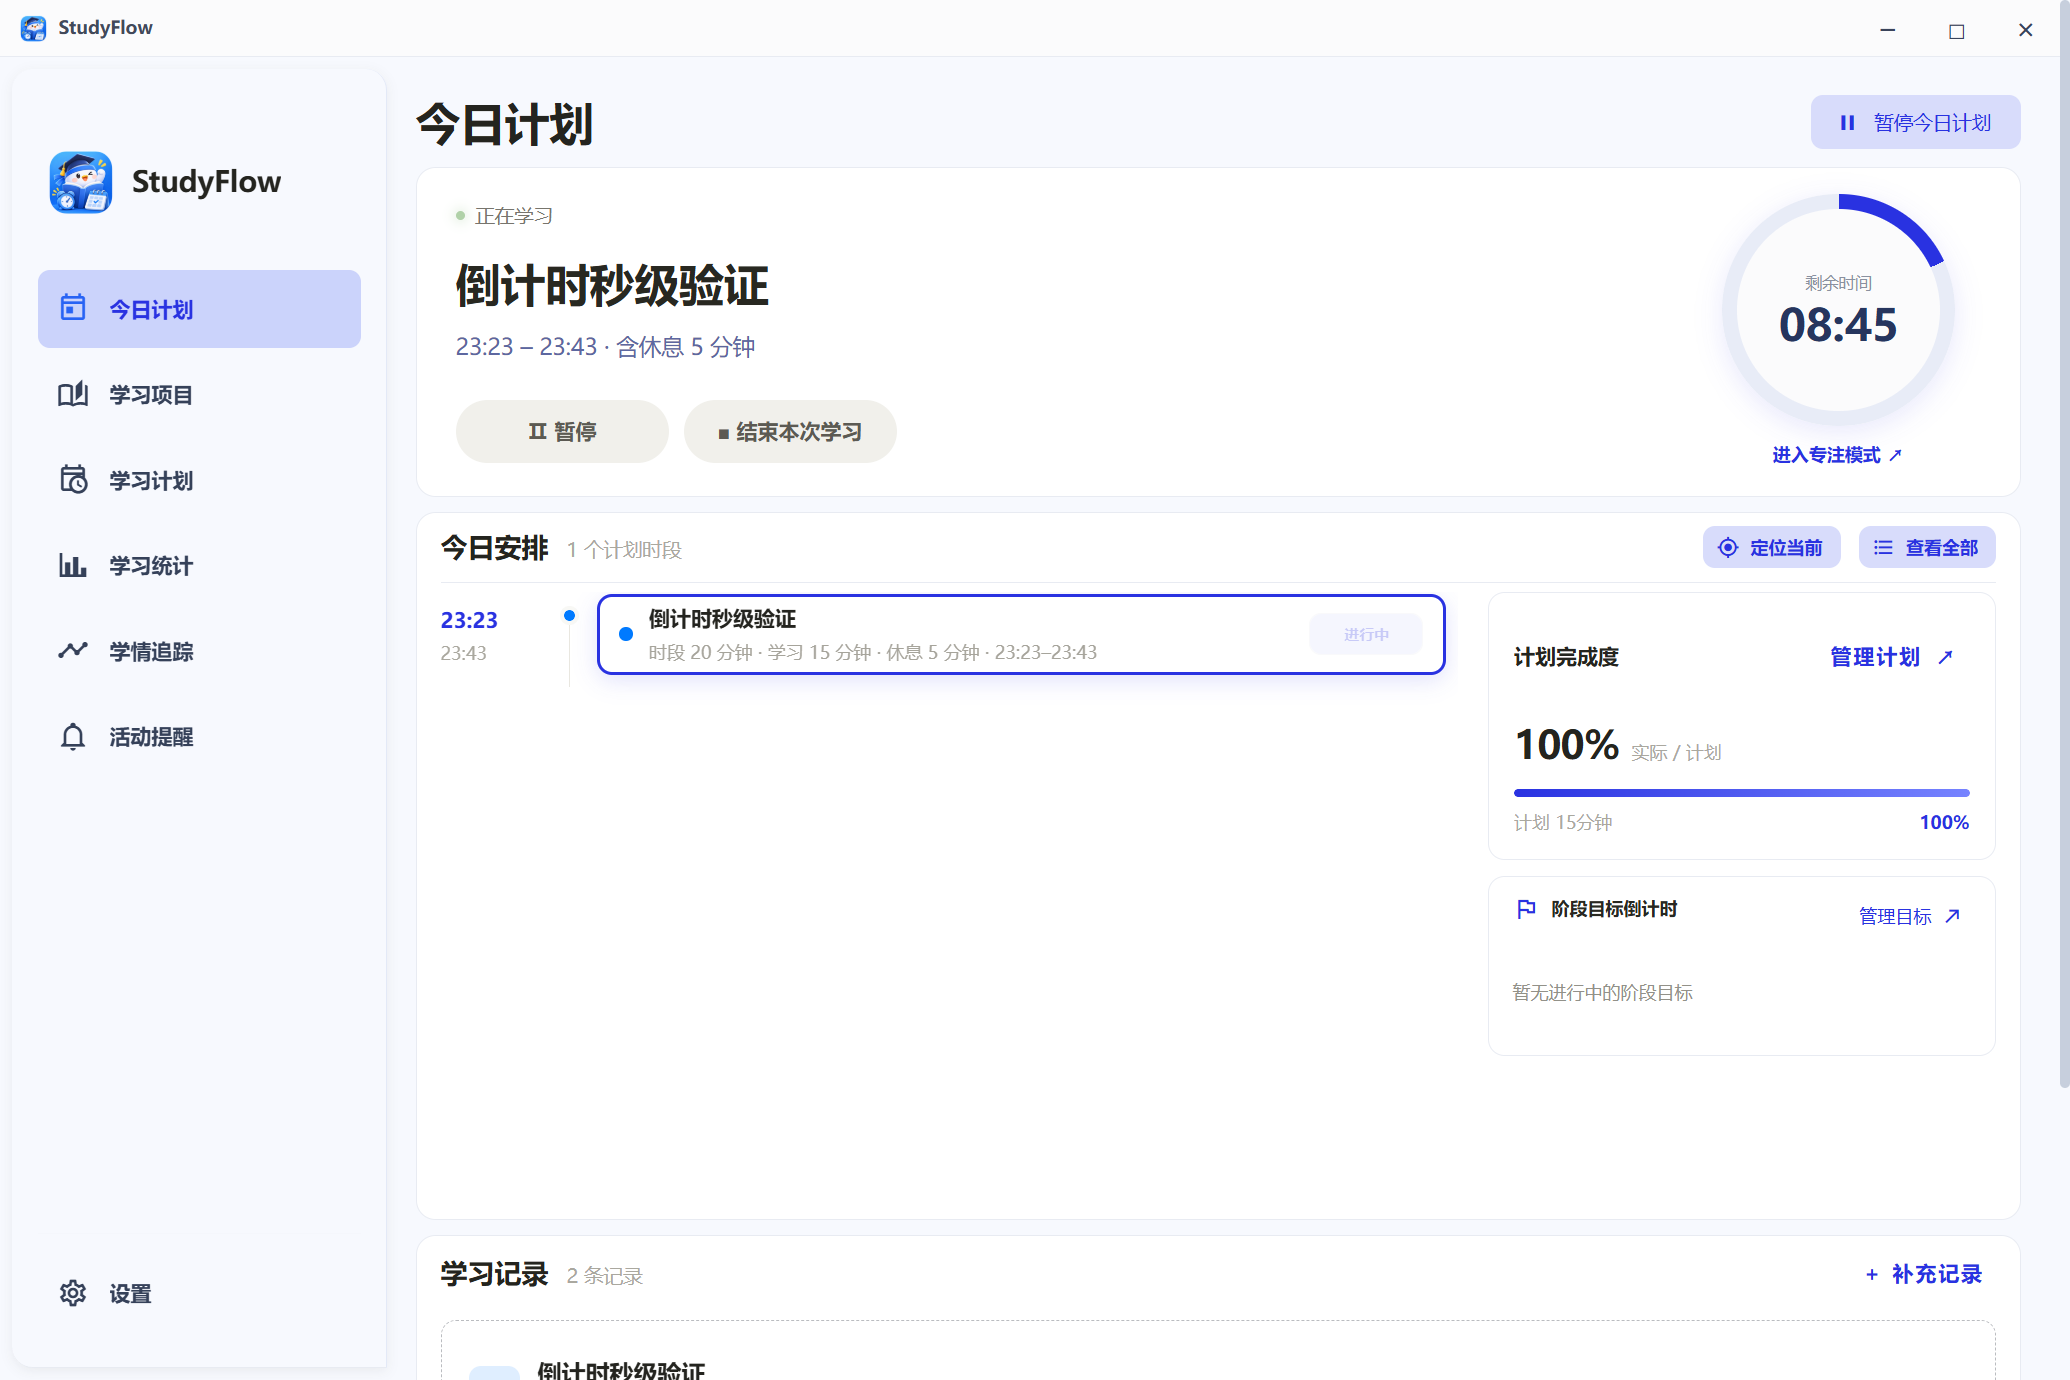 StudyFlow
StudyFlow
今日计划
学习项目
学习计划
学习统计
学情追踪
活动提醒
设置
今日计划
暂停今日计划
正在学习
倒计时秒级验证
23:23 – 23:43 · 含休息 5 分钟
暂停
结束本次学习
剩余时间
08:45
进入专注模式 ↗
今日安排 1 个计划时段
定位当前
查看全部
23:23
23:43
倒计时秒级验证
时段 20 分钟 · 学习 15 分钟 · 休息 5 分钟 · 23:23–23:43
进行中
计划完成度
管理计划 ↗
100% 实际 / 计划
计划 15分钟
100%
阶段目标倒计时
管理目标 ↗
暂无进行中的阶段目标
学习记录 2 条记录
+ 补充记录
倒计时秒级验证